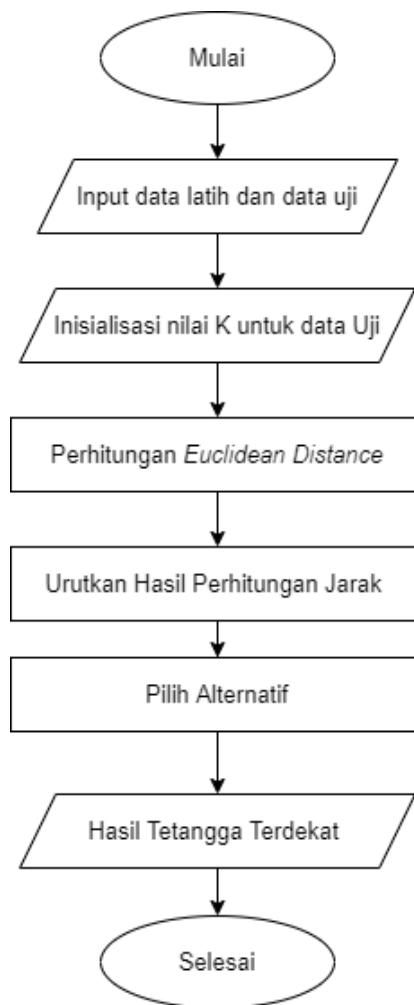 Mulai
Input data latih dan data uji
Inisialisasi nilai K untuk data Uji
Perhitungan Euclidean Distance
Urutkan Hasil Perhitungan Jarak
Pilih Alternatif
Hasil Tetangga Terdekat
Selesai